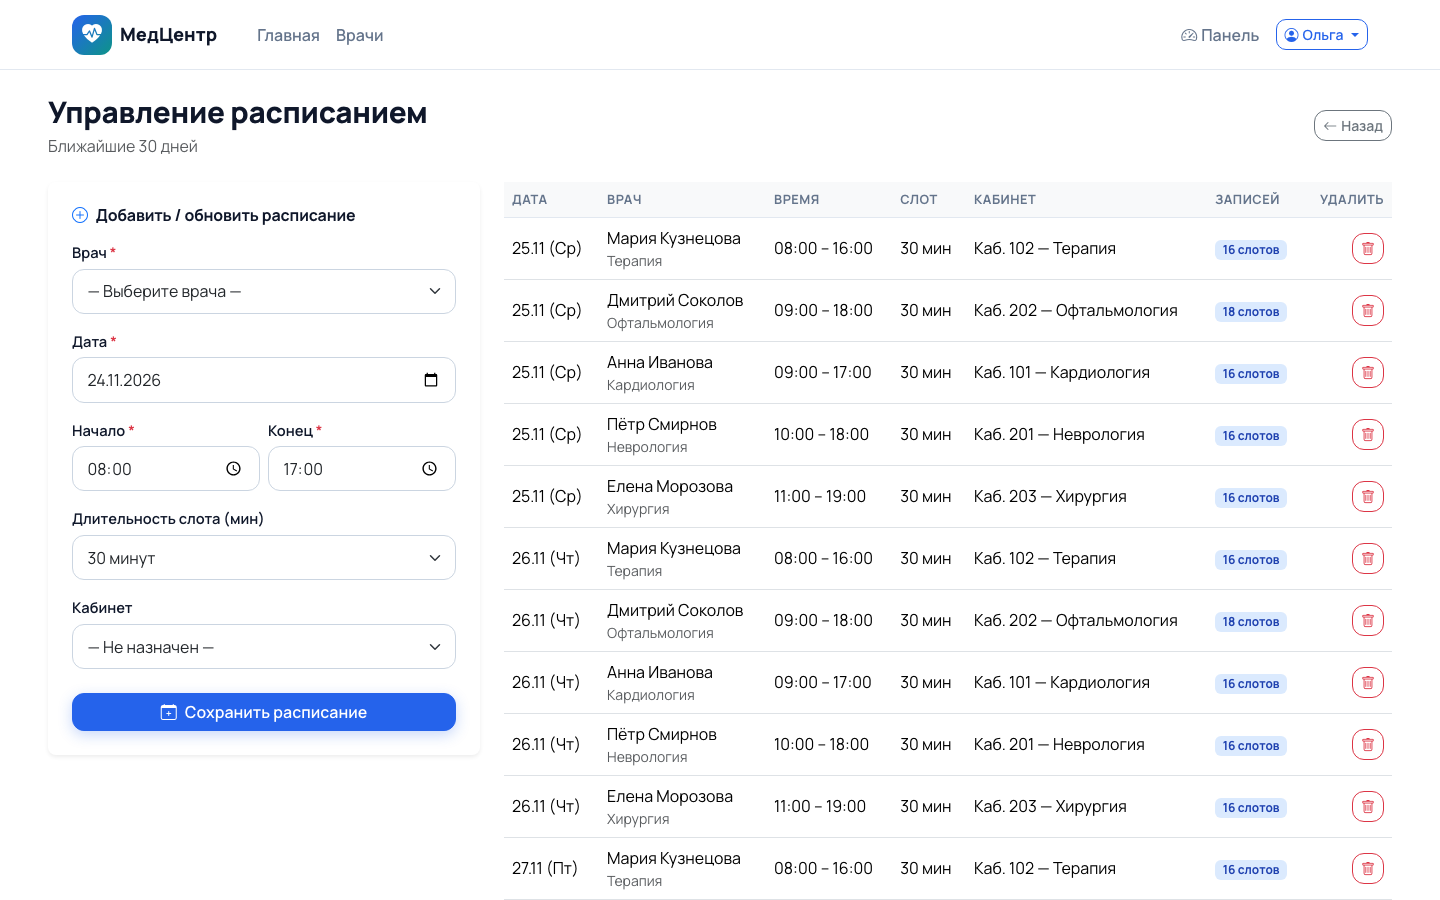 МедЦентр
Главная Врачи
Панель
Ольга
Управление расписанием
Ближайшие 30 дней
Назад
Добавить / обновить расписание
Врач *
— Выберите врача —
Дата *
24.11.2026
Начало * Конец *
08:00 17:00
Длительность слота (мин)
30 минут
Кабинет
— Не назначен —
Сохранить расписание
ДАТА ВРАЧ ВРЕМЯ СЛОТ КАБИНЕТ ЗАПИСЕЙ УДАЛИТЬ
25.11 (Ср) Мария Кузнецова 08:00 – 16:00 30 мин Каб. 102 — Терапия 16 слотов
Терапия
25.11 (Ср) Дмитрий Соколов 09:00 – 18:00 30 мин Каб. 202 — Офтальмология 18 слотов
Офтальмология
25.11 (Ср) Анна Иванова 09:00 – 17:00 30 мин Каб. 101 — Кардиология 16 слотов
Кардиология
25.11 (Ср) Пётр Смирнов 10:00 – 18:00 30 мин Каб. 201 — Неврология 16 слотов
Неврология
25.11 (Ср) Елена Морозова 11:00 – 19:00 30 мин Каб. 203 — Хирургия 16 слотов
Хирургия
26.11 (Чт) Мария Кузнецова 08:00 – 16:00 30 мин Каб. 102 — Терапия 16 слотов
Терапия
26.11 (Чт) Дмитрий Соколов 09:00 – 18:00 30 мин Каб. 202 — Офтальмология 18 слотов
Офтальмология
26.11 (Чт) Анна Иванова 09:00 – 17:00 30 мин Каб. 101 — Кардиология 16 слотов
Кардиология
26.11 (Чт) Пётр Смирнов 10:00 – 18:00 30 мин Каб. 201 — Неврология 16 слотов
Неврология
26.11 (Чт) Елена Морозова 11:00 – 19:00 30 мин Каб. 203 — Хирургия 16 слотов
Хирургия
27.11 (Пт) Мария Кузнецова 08:00 – 16:00 30 мин Каб. 102 — Терапия 16 слотов
Терапия